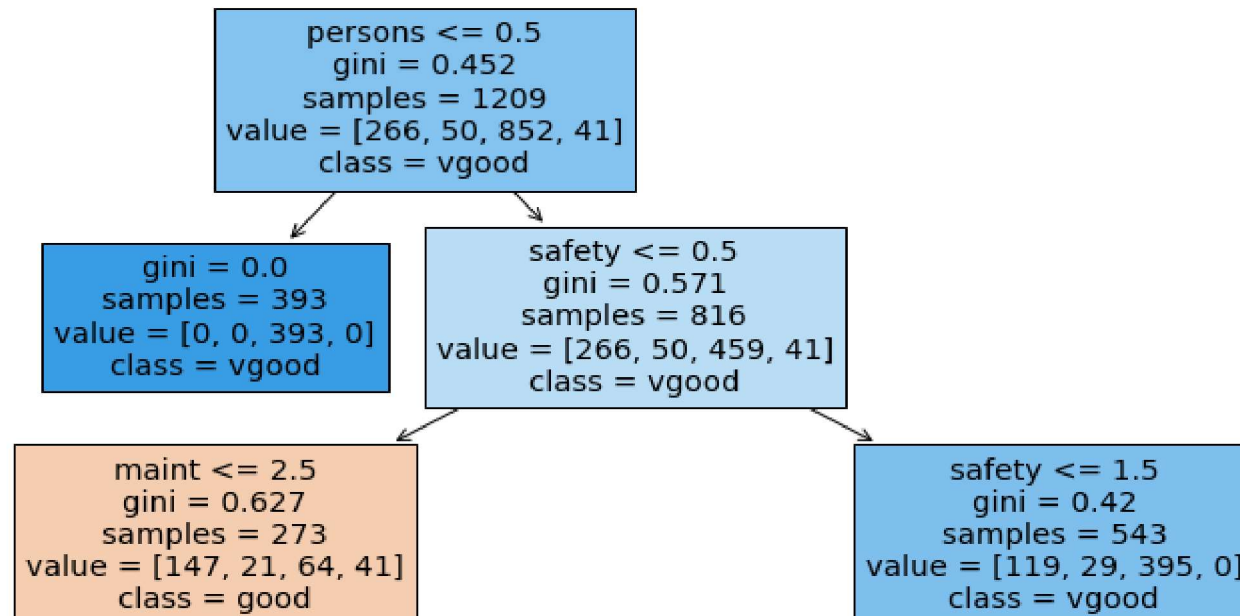 persons <= 0.5
gini = 0.452
samples = 1209
value = [266, 50, 852, 41]
class = vgood
gini = 0.0
samples = 393
value = [0, 0, 393, 0]
class = vgood
safety <= 0.5
gini = 0.571
samples = 816
value = [266, 50, 459, 41]
class = vgood
maint <= 2.5
gini = 0.627
samples = 273
value = [147, 21, 64, 41]
class = good
safety <= 1.5
gini = 0.42
samples = 543
value = [119, 29, 395, 0]
class = vgood